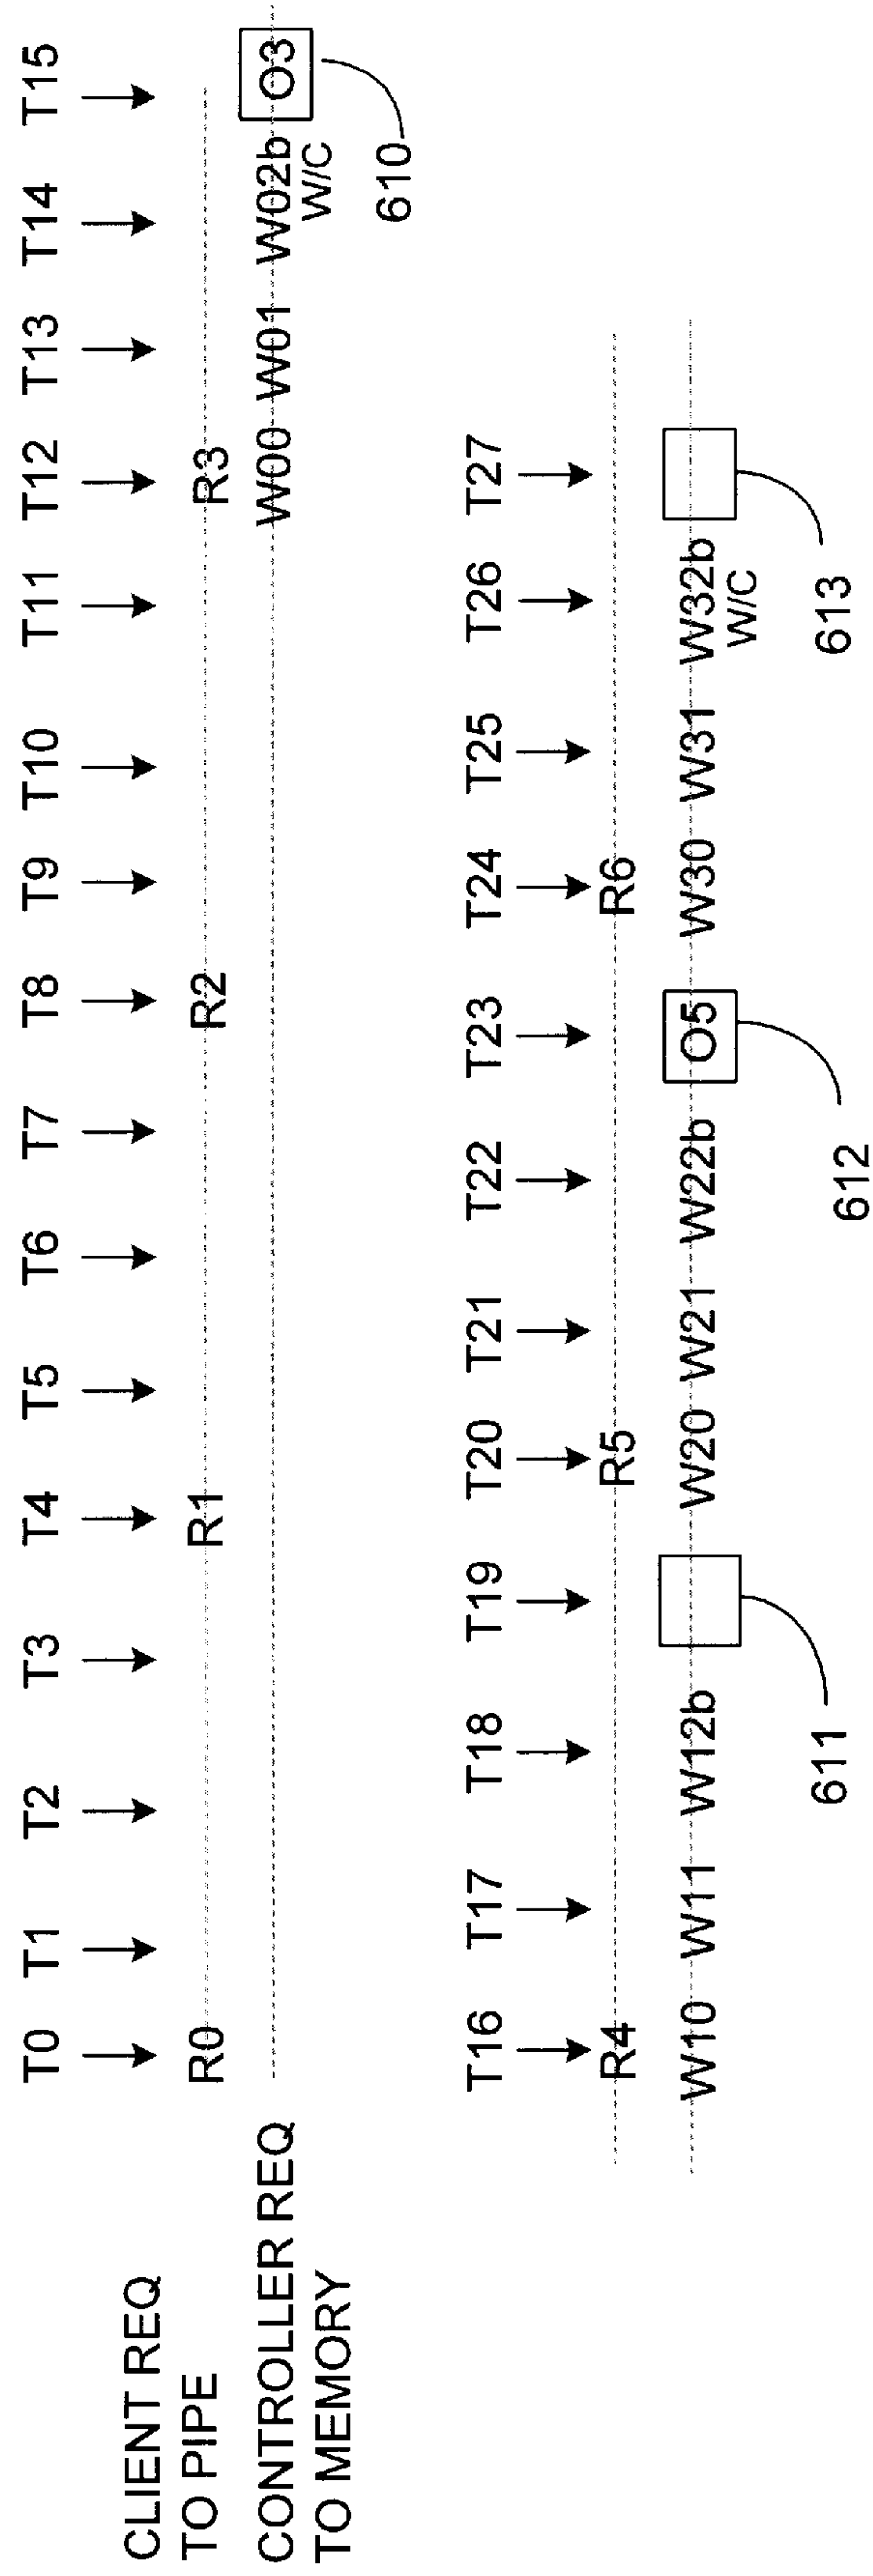 T0 T1 T2 T3 T4 T5 T6 T7 T8 T9 T10 T11 T12 T13 T14 T15
CLIENT REQ
TO PIPE
R0 R1 R2 R3
CONTROLLER REQ
TO MEMORY
W00 W01 W02b O3
W/C
610
T16 T17 T18 T19 T20 T21 T22 T23 T24 T25 T26 T27
R4 R5 R6
W10 W11 W12b W20 W21 W22b O5 W30 W31 W32b
W/C
611 612 613